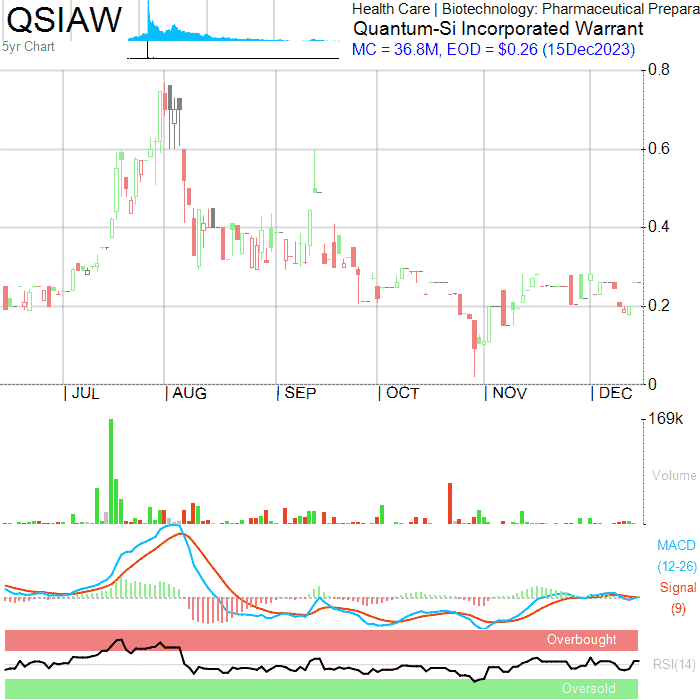 QSIAW
5yr Chart
Health Care | Biotechnology: Pharmaceutical Prepara
Quantum-Si Incorporated Warrant
MC = 36.8M, EOD = $0.26 (15Dec2023)
0.8
0.6
0.4
0.2
0
| JUL | AUG | SEP | OCT | NOV | DEC
169k
Volume
MACD
(12-26)
Signal
(9)
Overbought
RSI(14)
Oversold